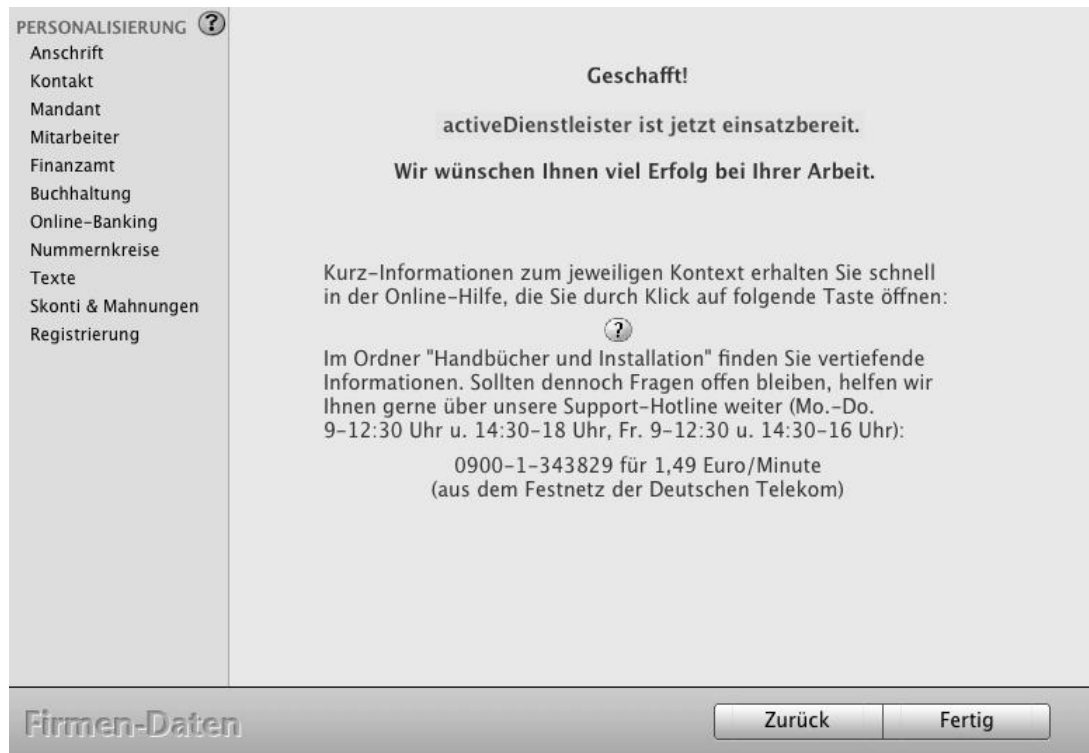 PERSONALISIERUNG ?
Anschrift
Kontakt
Mandant
Mitarbeiter
Finanzamt
Buchhaltung
Online-Banking
Nummernkreise
Texte
Skonti & Mahnungen
Registrierung
Geschafft!
activeDienstleister ist jetzt einsatzbereit.
Wir wünschen Ihnen viel Erfolg bei Ihrer Arbeit.
Kurz-Informationen zum jeweiligen Kontext erhalten Sie schnell
in der Online-Hilfe, die Sie durch Klick auf folgende Taste öffnen:
?
Im Ordner "Handbücher und Installation" finden Sie vertiefende
Informationen. Sollten dennoch Fragen offen bleiben, helfen wir
Ihnen gerne über unsere Support-Hotline weiter (Mo.-Do.
9-12:30 Uhr u. 14:30-18 Uhr, Fr. 9-12:30 u. 14:30-16 Uhr):
0900-1-343829 für 1,49 Euro/Minute
(aus dem Festnetz der Deutschen Telekom)
Firmen-Daten
Zurück
Fertig